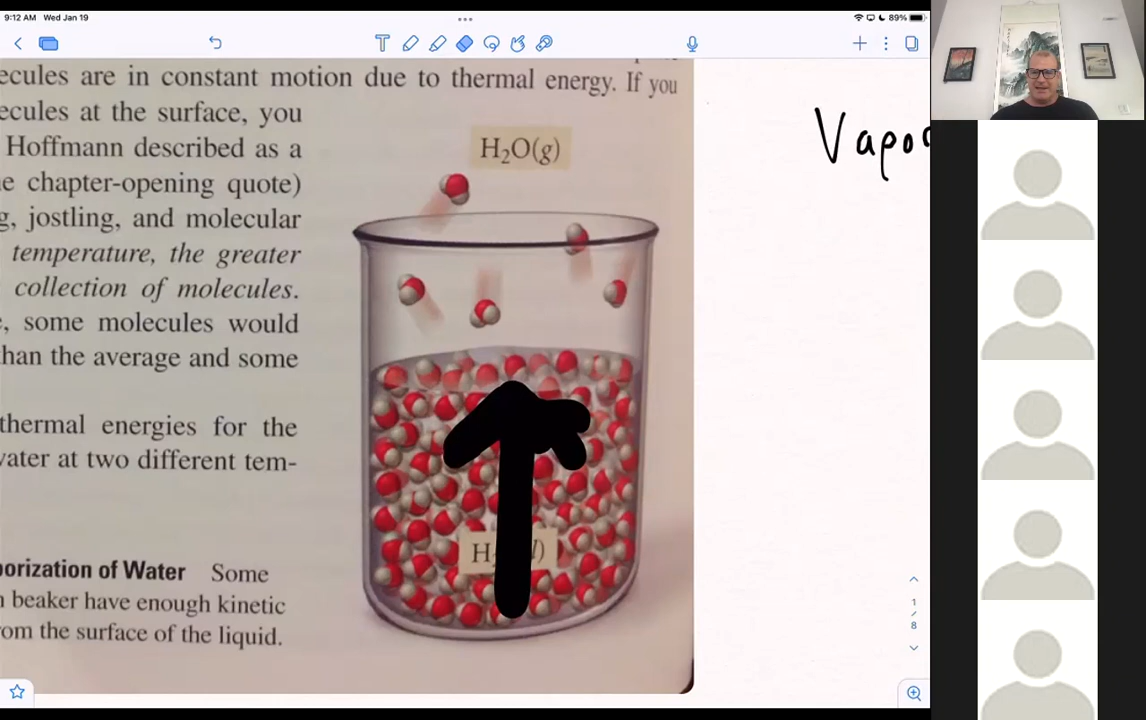 9:12 AM Wed Jan 19
89%
ecules are in constant motion due to thermal energy. If you
ecules at the surface, you
Hoffmann described as a
e chapter-opening quote)
g, jostling, and molecular
temperature, the greater
collection of molecules.
, some molecules would
han the average and some
thermal energies for the
water at two different tem-
orization of Water Some
n beaker have enough kinetic
om the surface of the liquid.
H₂O(g)
H l)
Vapo
1
/
8